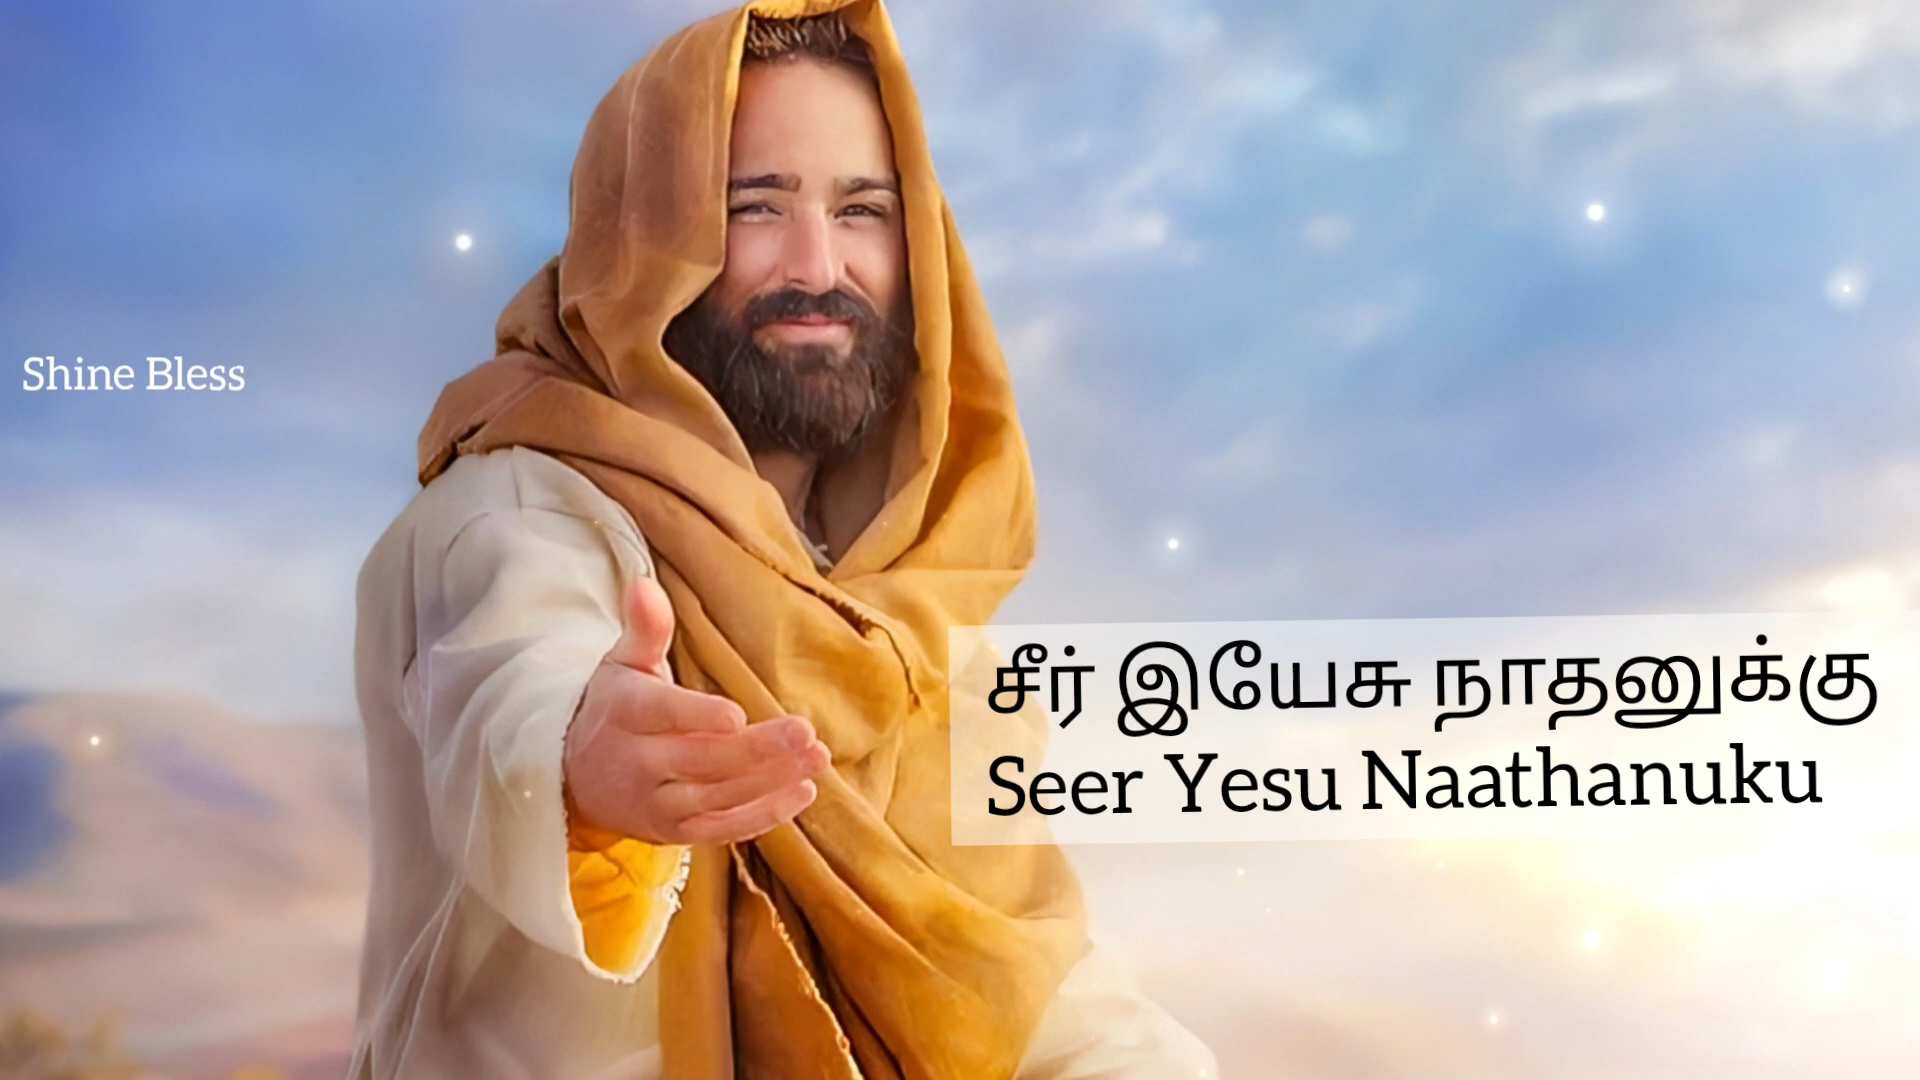 Shine Bless
சீர் இயேசு நாதனுக்கு
Seer Yesu Naathanuku